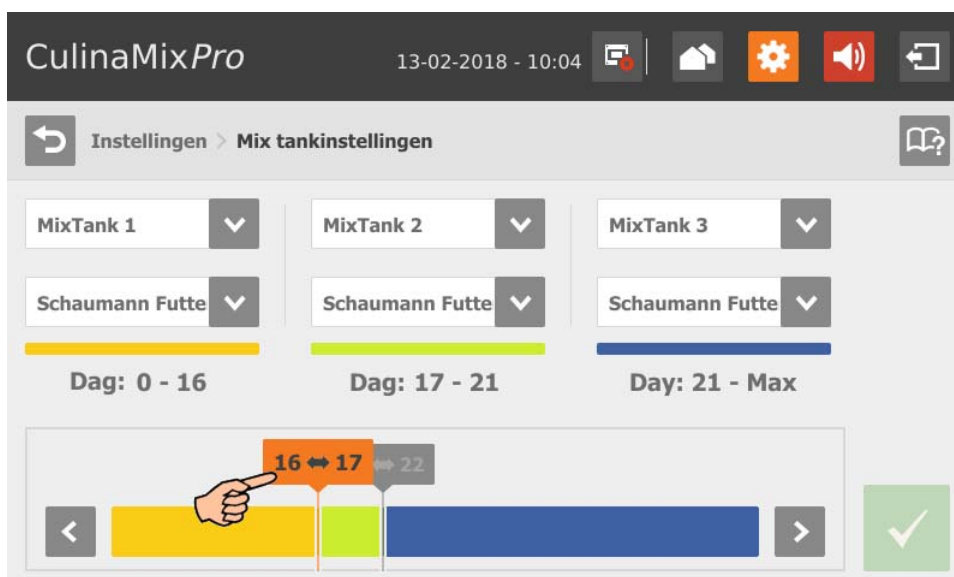 CulinaMixPro 13-02-2018 - 10:04
Instellingen > Mix tankinstellingen
MixTank 1 MixTank 2 MixTank 3
Schaumann Futte Schaumann Futte Schaumann Futte
Dag: 0 - 16 Dag: 17 - 21 Day: 21 - Max
16 ⬌ 17 ⬌ 22